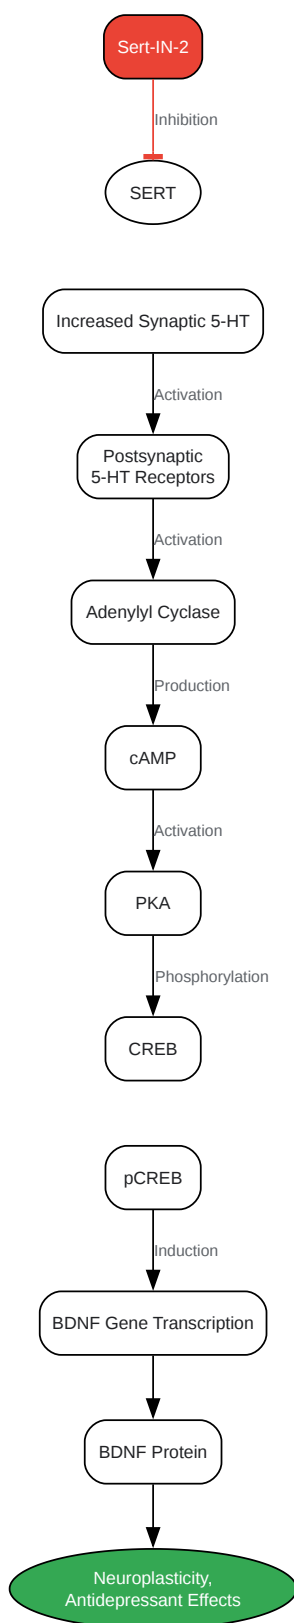 Sert-IN-2
Inhibition
SERT
Increased Synaptic 5-HT
Activation
Postsynaptic
5-HT Receptors
Activation
Adenylyl Cyclase
Production
cAMP
Activation
PKA
Phosphorylation
CREB
pCREB
Induction
BDNF Gene Transcription
BDNF Protein
Neuroplasticity,
Antidepressant Effects